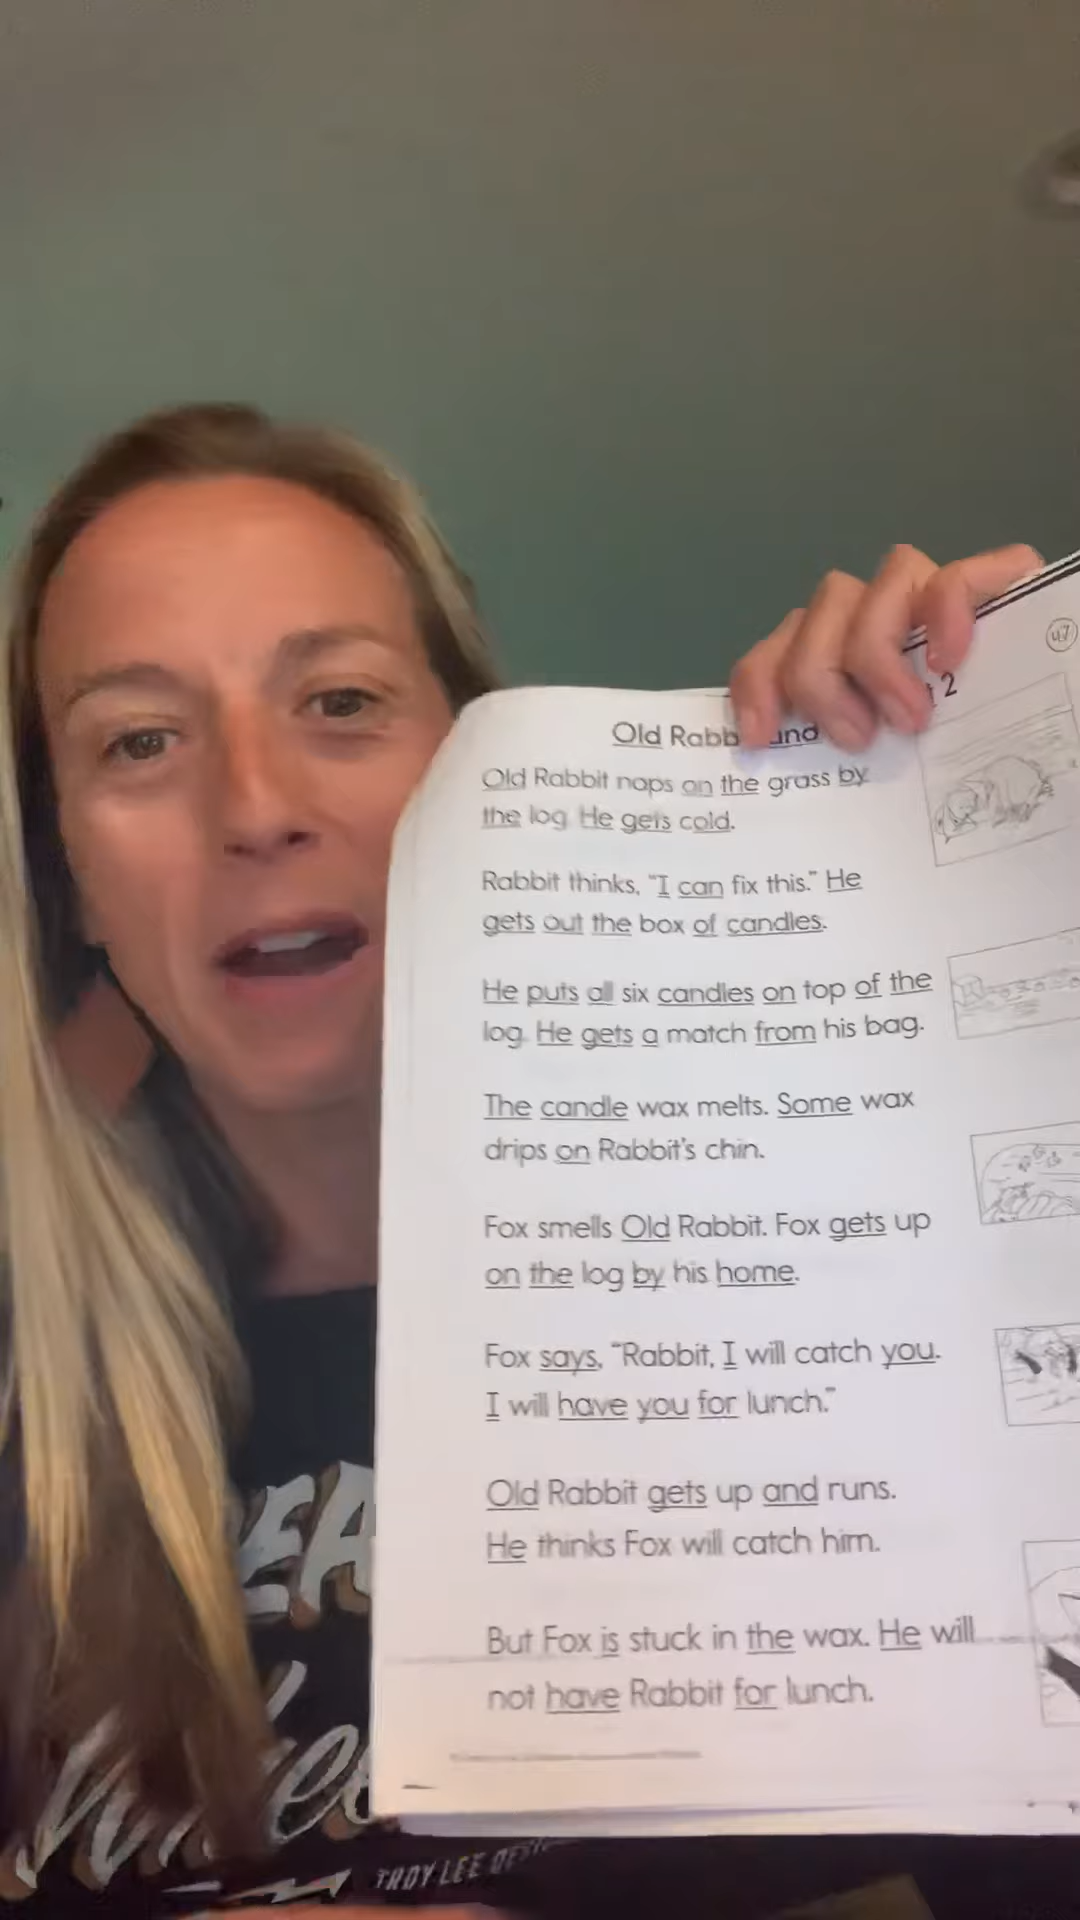 47
2
Old Rabb und
Old Rabbit naps on the grass by
the log. He gets cold.
Rabbit thinks, "I can fix this." He
gets out the box of candles.
He puts all six candles on top of the
log. He gets a match from his bag.
The candle wax melts. Some wax
drips on Rabbit's chin.
Fox smells Old Rabbit. Fox gets up
on the log by his home.
Fox says, "Rabbit, I will catch you.
I will have you for lunch."
Old Rabbit gets up and runs.
He thinks Fox will catch him.
But Fox is stuck in the wax. He will
not have Rabbit for lunch.
TROY LEE